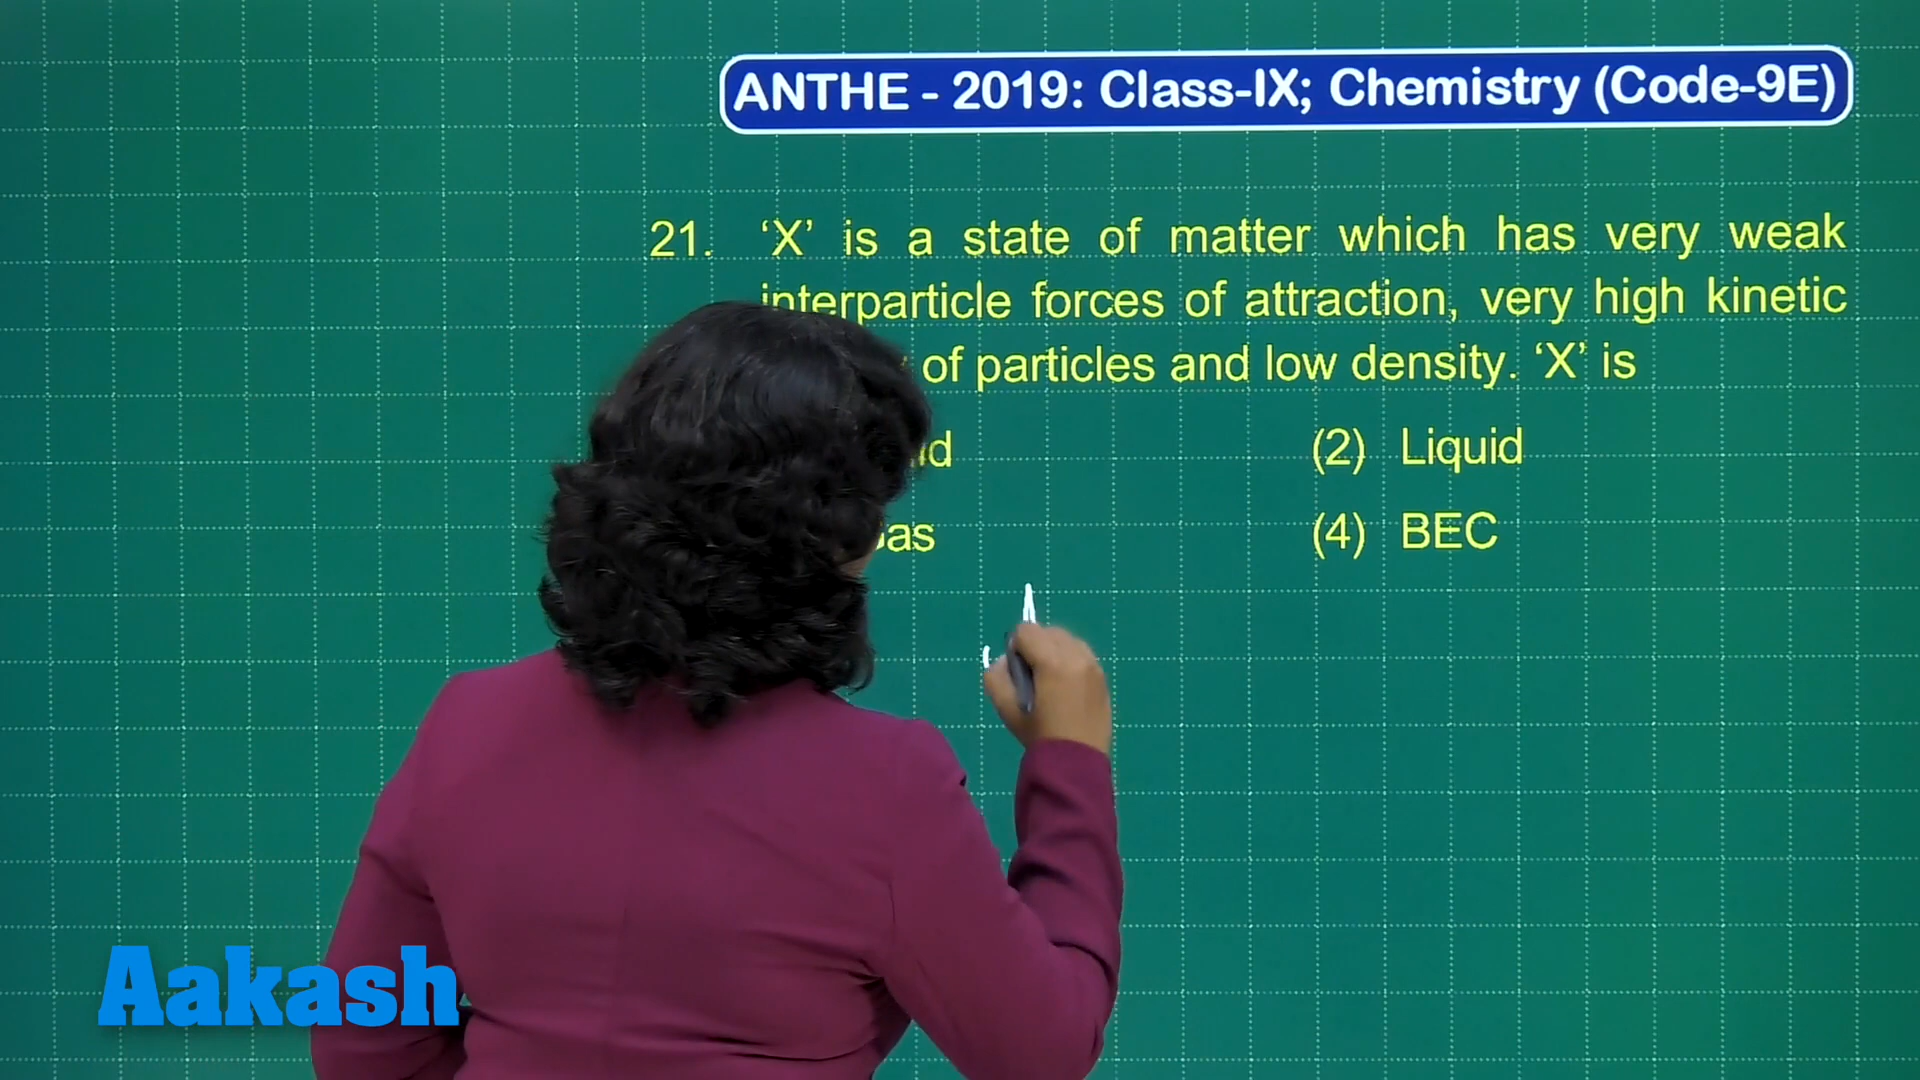 ANTHE - 2019: Class-IX; Chemistry (Code-9E)
21. ‘X’ is a state of matter which has very weak
interparticle forces of attraction, very high kinetic
of particles and low density. ‘X’ is
(2) Liquid
(4) BEC
Aakash